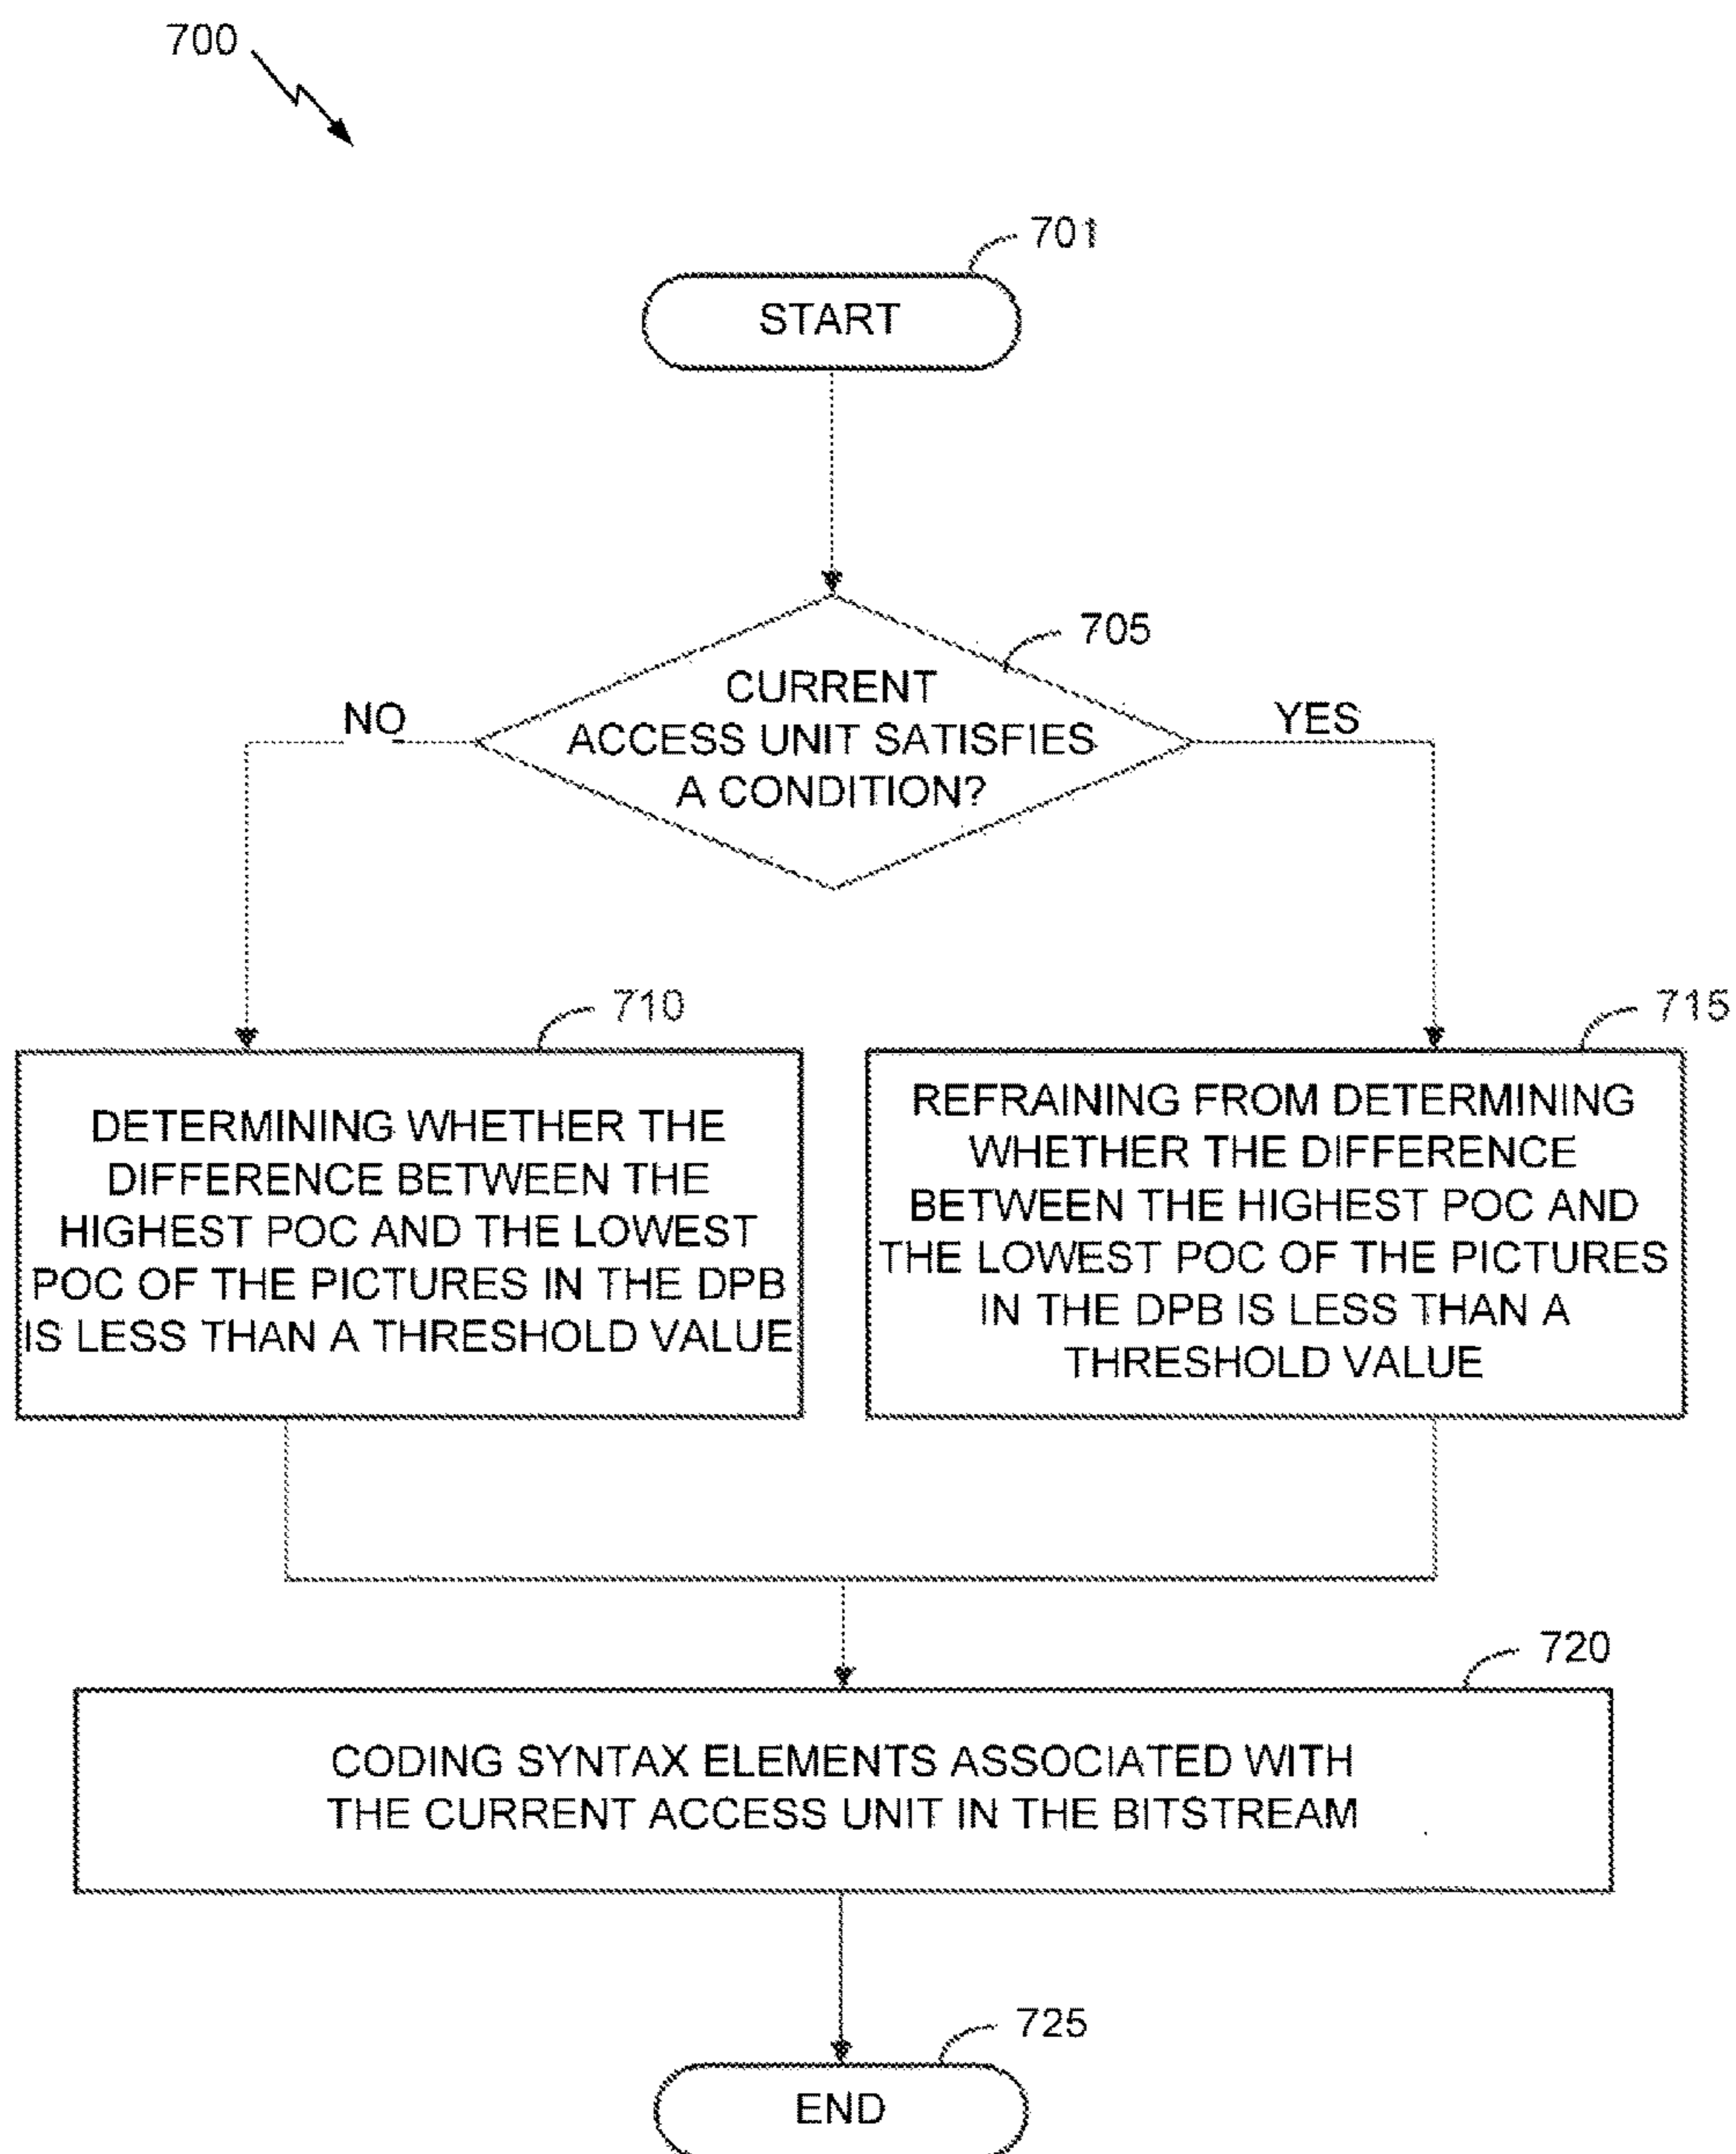 700
701
START
705
CURRENT
ACCESS UNIT SATISFIES
A CONDITION?
NO
YES
710
DETERMINING WHETHER THE
DIFFERENCE BETWEEN THE
HIGHEST POC AND THE LOWEST
POC OF THE PICTURES IN THE DPB
IS LESS THAN A THRESHOLD VALUE
715
REFRAINING FROM DETERMINING
WHETHER THE DIFFERENCE
BETWEEN THE HIGHEST POC AND
THE LOWEST POC OF THE PICTURES
IN THE DPB IS LESS THAN A
THRESHOLD VALUE
720
CODING SYNTAX ELEMENTS ASSOCIATED WITH
THE CURRENT ACCESS UNIT IN THE BITSTREAM
725
END